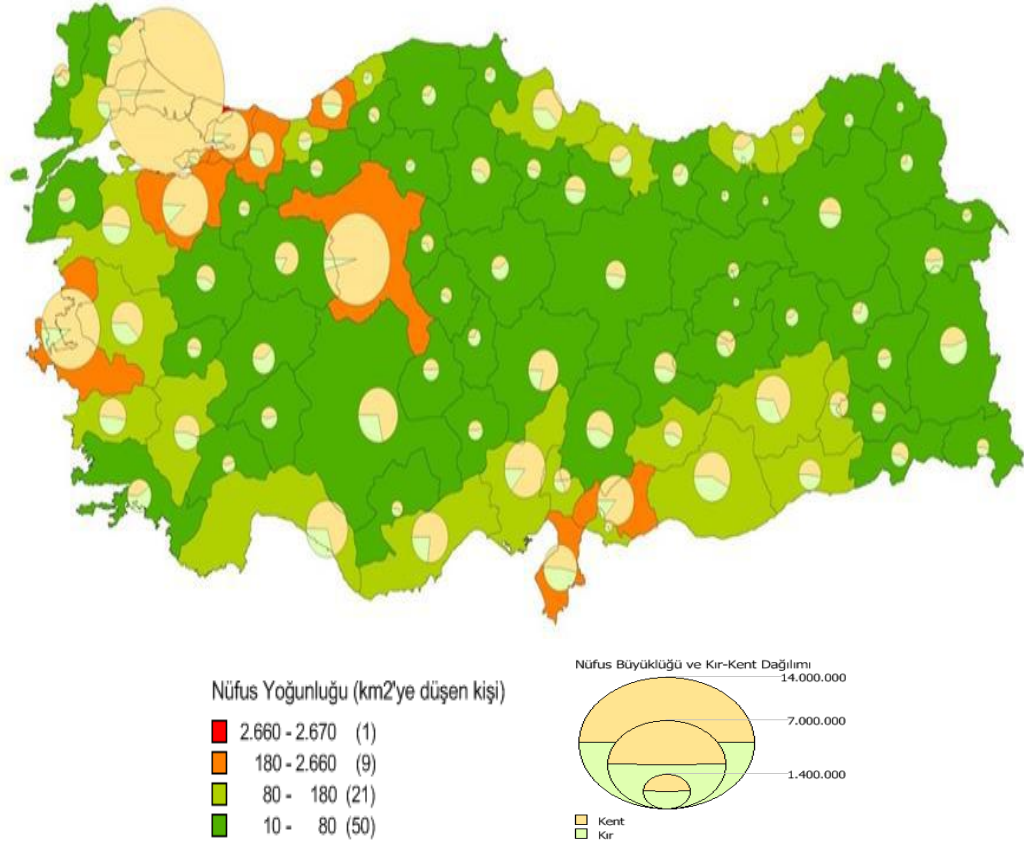 Nüfus Yoğunluğu (km2'ye düşen kişi)
2.660 - 2.670 (1)
180 - 2.660 (9)
80 - 180 (21)
10 - 80 (50)
Nüfus Büyüklüğü ve Kır-Kent Dağılımı
14.000.000
7.000.000
1.400.000
Kent
Kır